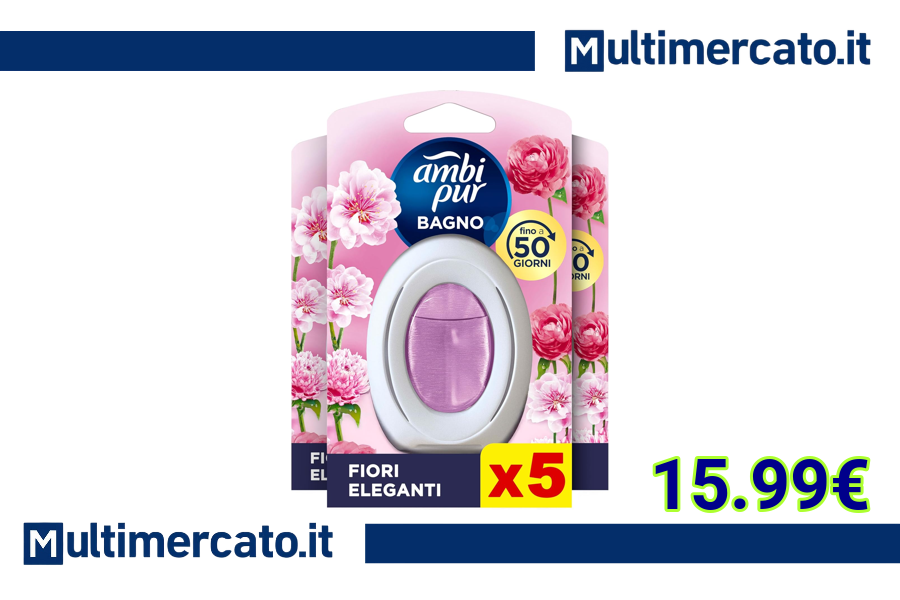 Multimercato.it
ambi
pur
BAGNO
fino a
50
GIORNI
FIORI
ELEGANTI
x5
15.99€
Multimercato.it